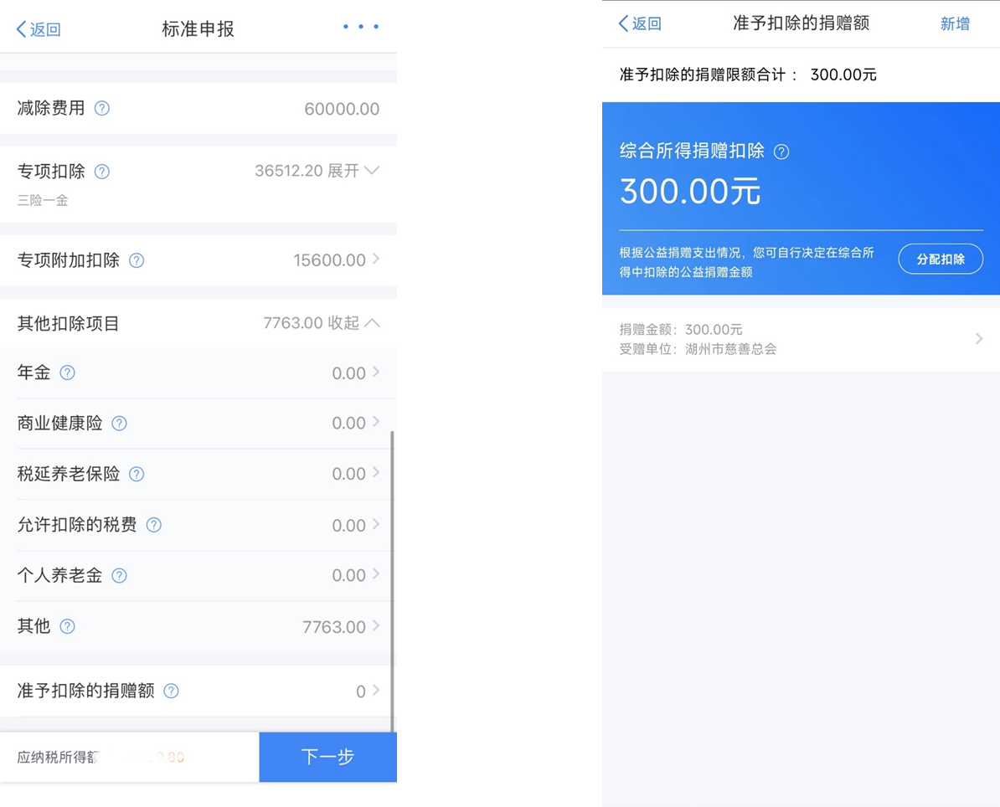 返回
标准申报
减除费用 ?
60000.00
专项扣除 ?
36512.20 展开
三险一金
专项附加扣除 ?
15600.00
其他扣除项目
7763.00 收起
年金 ?
0.00
商业健康险 ?
0.00
税延养老保险 ?
0.00
允许扣除的税费 ?
0.00
个人养老金 ?
0.00
其他 ?
7763.00
准予扣除的捐赠额 ?
0
应纳税所得额
下一步
返回
准予扣除的捐赠额
新增
准予扣除的捐赠限额合计： 300.00元
综合所得捐赠扣除 ?
300.00元
根据公益捐赠支出情况，您可自行决定在综合所
得中扣除的公益捐赠金额
分配扣除
捐赠金额：300.00元
受赠单位：湖州市慈善总会